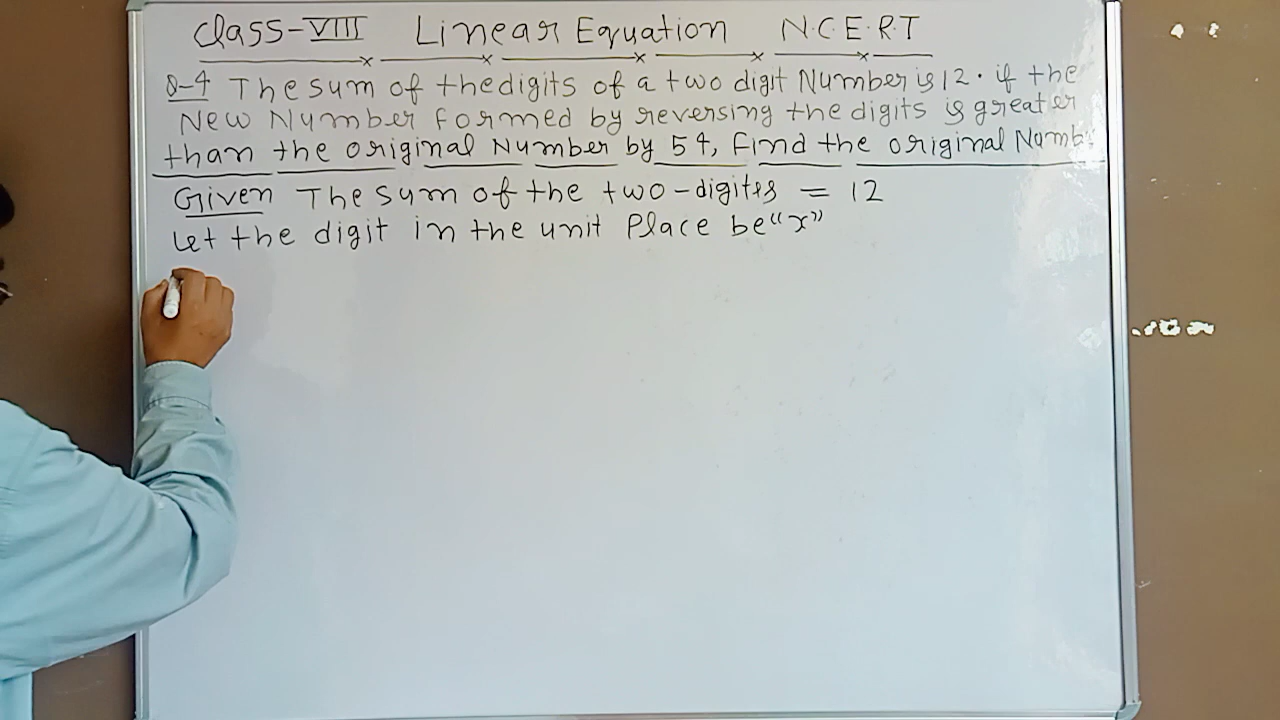 Class-VIII Linear Equation N.C.E.R.T
Q-4 The sum of the digits of a two digit Number is 12. if the
New Number formed by reversing the digits is greater
than the original Number by 54, Find the original Numb
Given The sum of the two-digites = 12
Let the digit in the unit Place be "x"